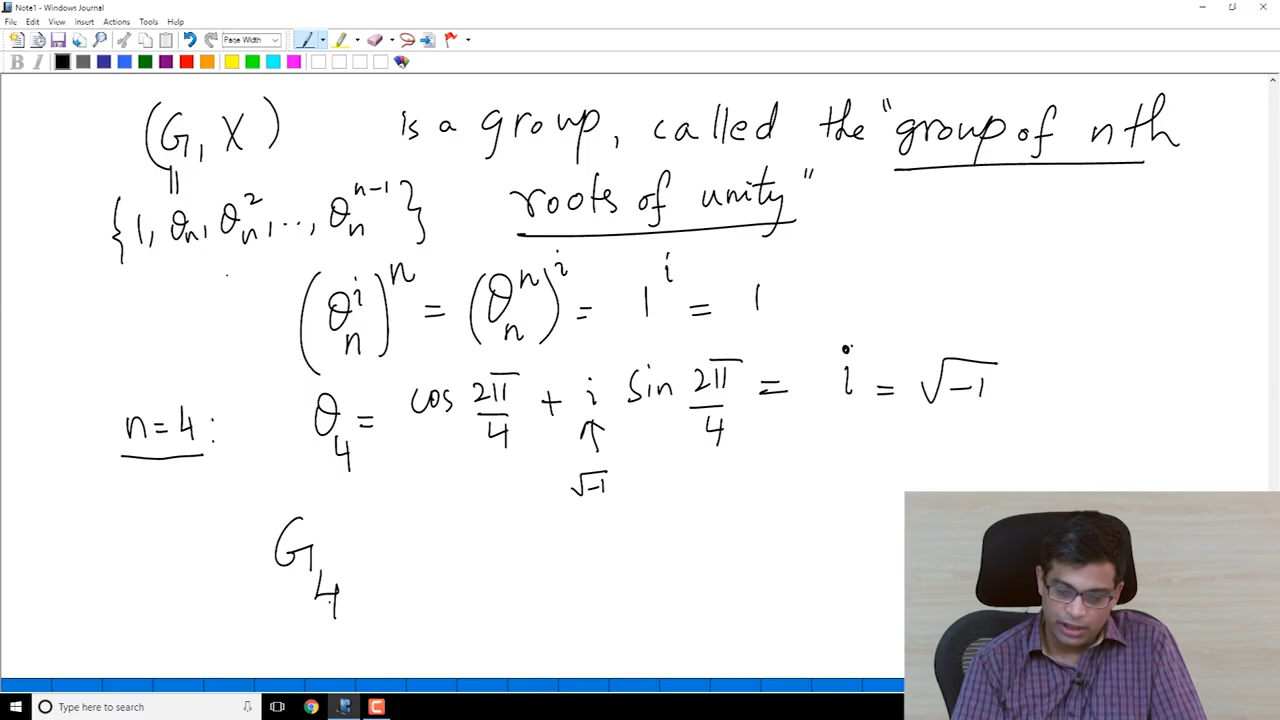 Note1 - Windows Journal
File Edit View Insert Actions Tools Help
Page Width
B I
(G, X) is a group, called the "group of nth
{1, θn, θn^2, ..., θn^n-1} roots of unity"
(θn^i)^n = (θn^n)^i = 1^i = 1
n=4: θ4 = cos 2π/4 + i sin 2π/4 = i = √-1
√-1
G4
Type here to search